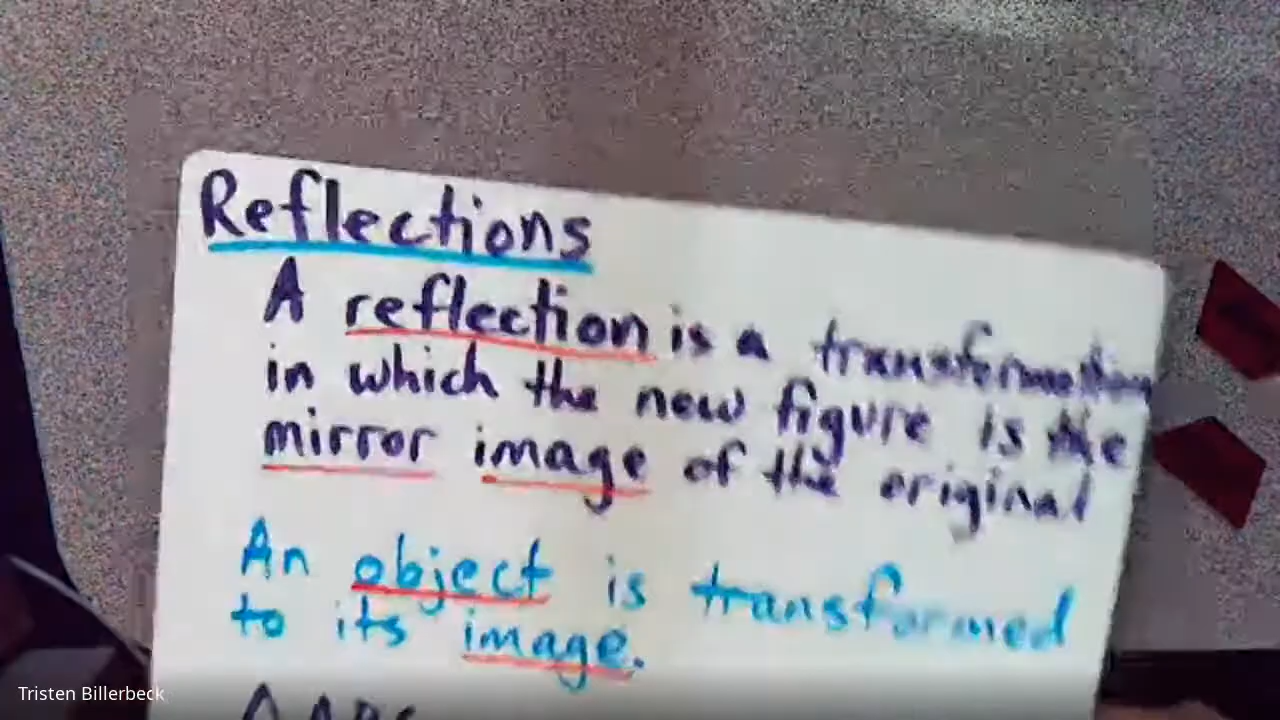 Reflections
A reflection is a transformation
in which the new figure is the
mirror image of the original
An object is transformed
to its image.
Tristen Billerbeck